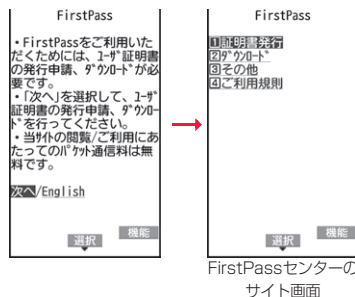 FirstPass
・FirstPassをご利用いた
だくためには、ﾕｰｻﾞ証明書
の発行申請、ﾀﾞｳﾝﾛｰﾄﾞが必
要です。
・「次へ」を選択して、ﾕｰｻﾞ
証明書の発行申請、ﾀﾞｳﾝﾛｰ
ﾄﾞを行ってください。
・当ｻｲﾄの閲覧/ご利用にあ
たってのﾊﾟｹｯﾄ通信料は無
料です。
次へ/English
選択
機能
FirstPass
1証明書発行
2ﾀﾞｳﾝﾛｰﾄﾞ
3その他
4ご利用規則
選択
機能
FirstPassセンターの
サイト画面